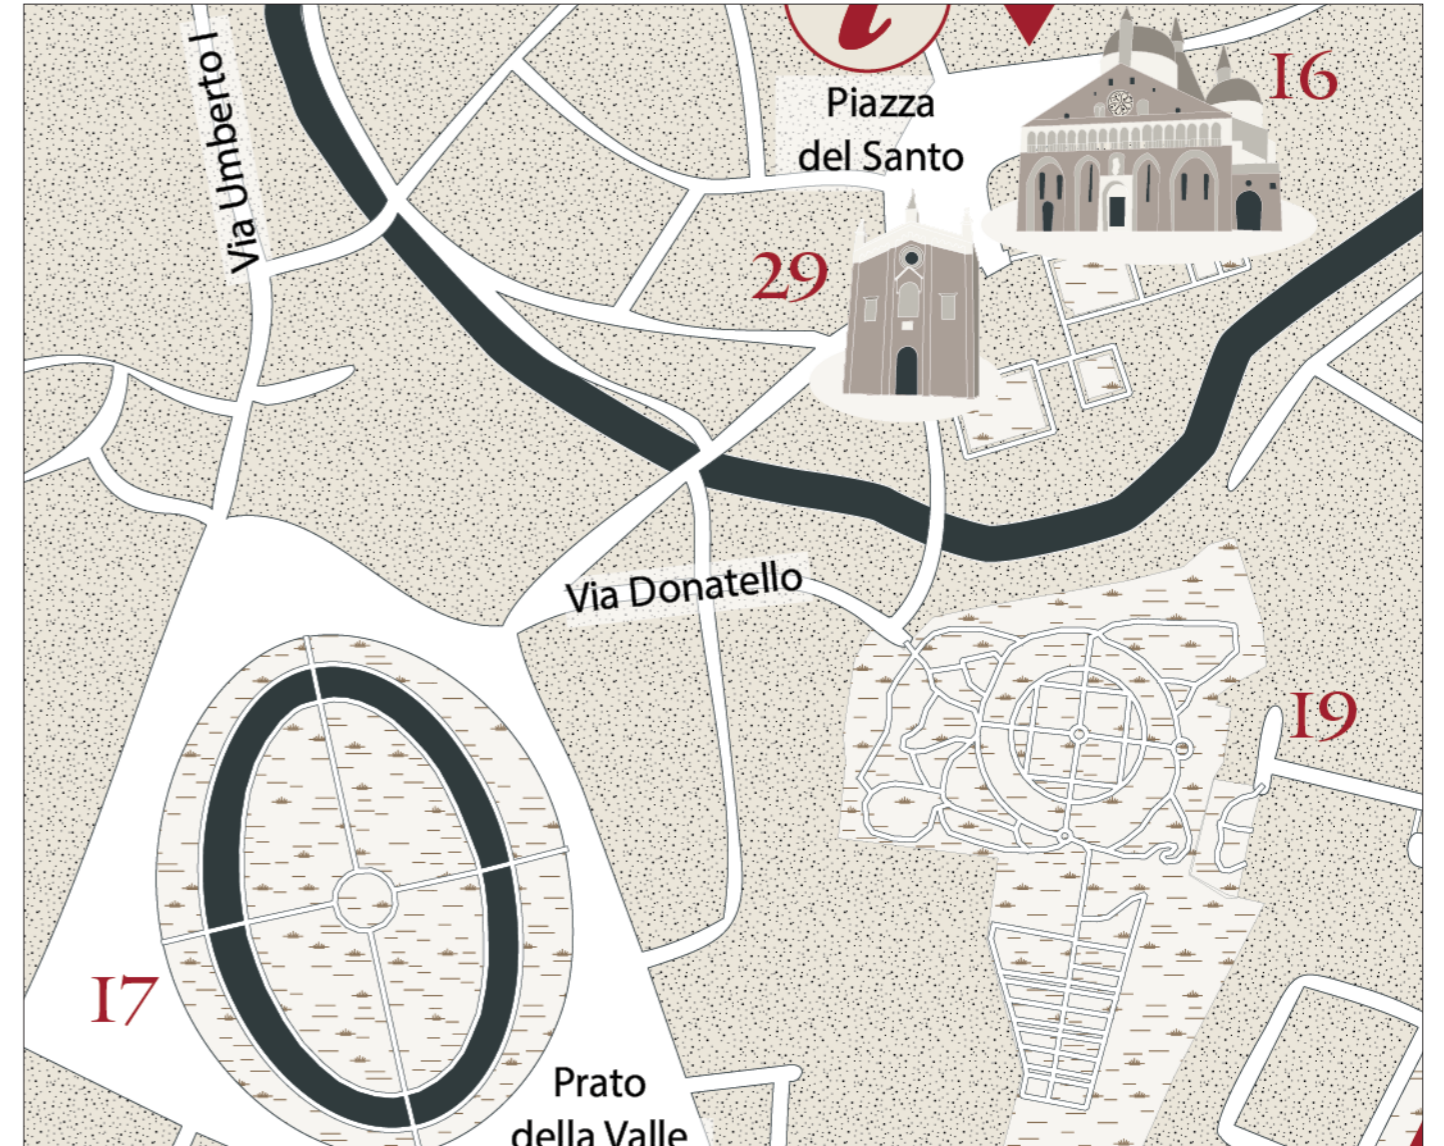 i
Via Umberto I
Piazza
del Santo
16
29
Via Donatello
19
17
Prato
della Valle